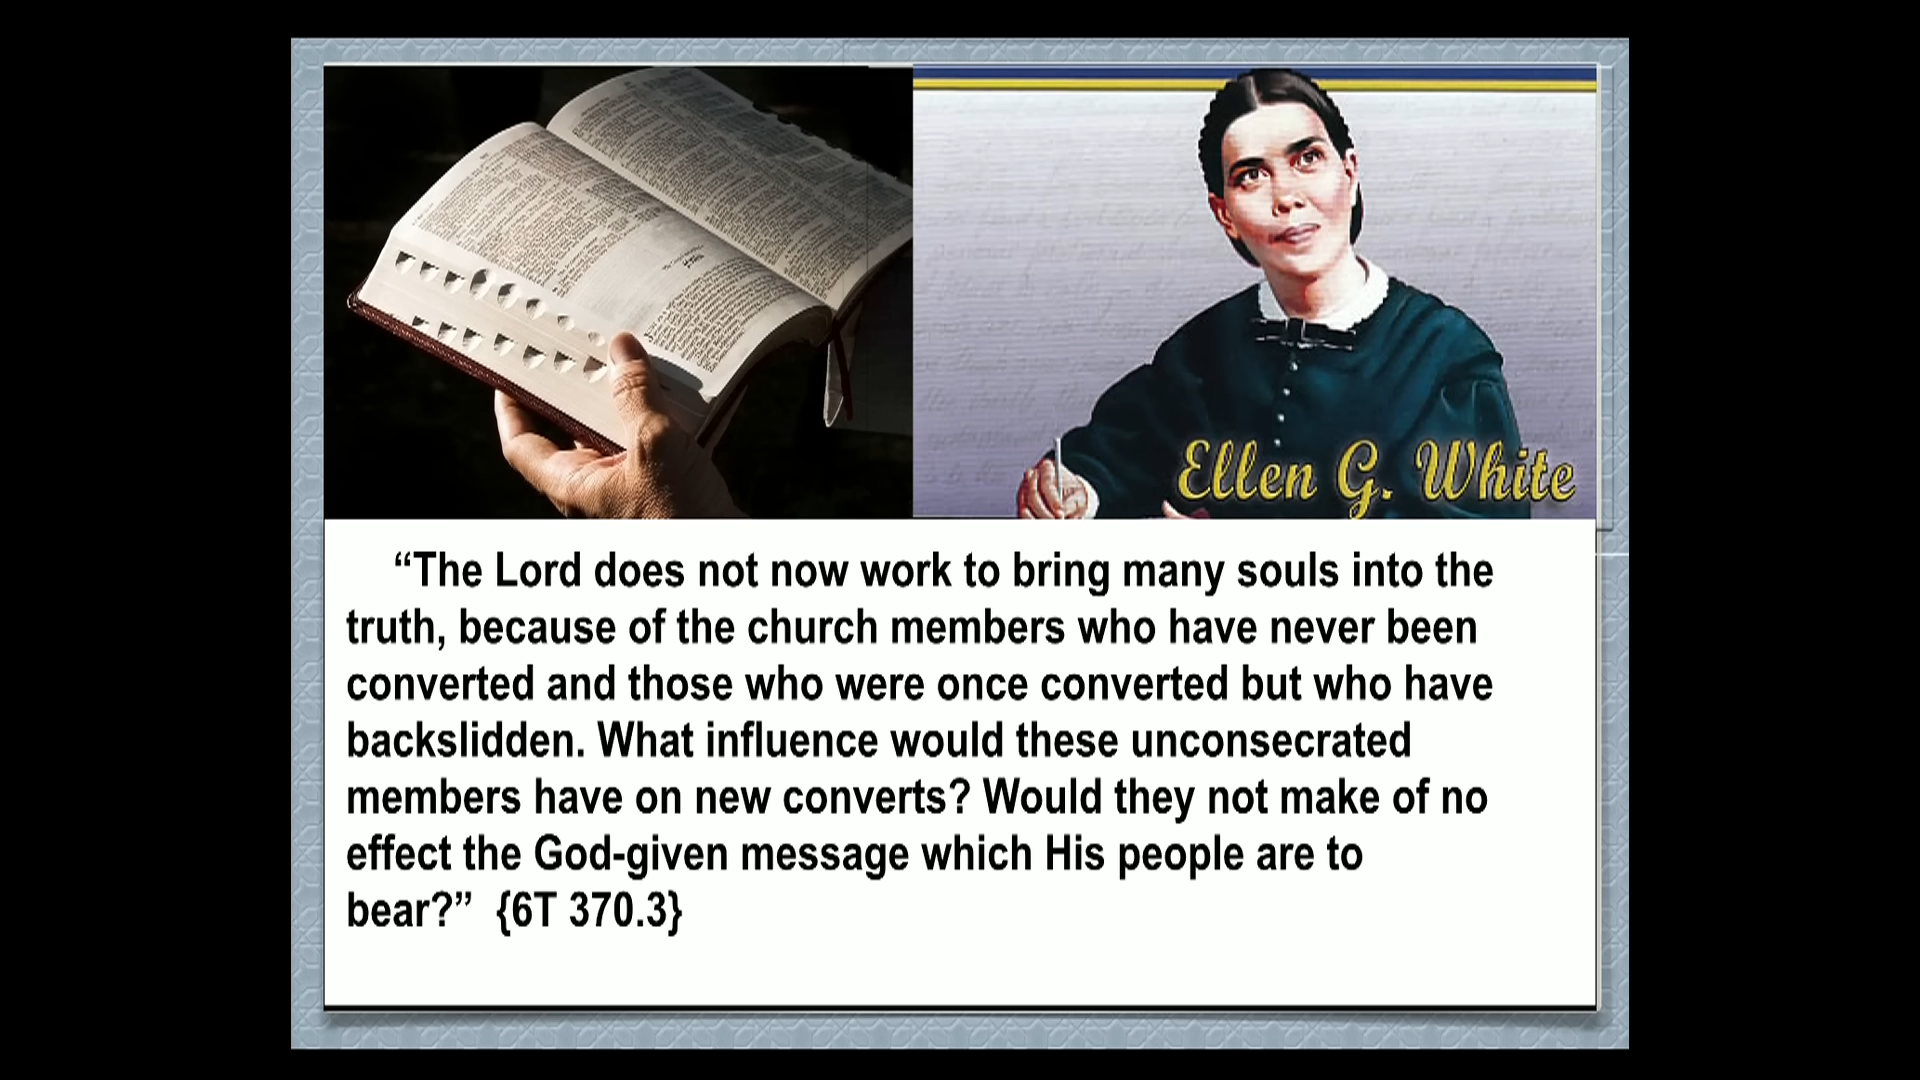 Ellen G. White
“The Lord does not now work to bring many souls into the
truth, because of the church members who have never been
converted and those who were once converted but who have
backslidden. What influence would these unconsecrated
members have on new converts? Would they not make of no
effect the God-given message which His people are to
bear?”  {6T 370.3}